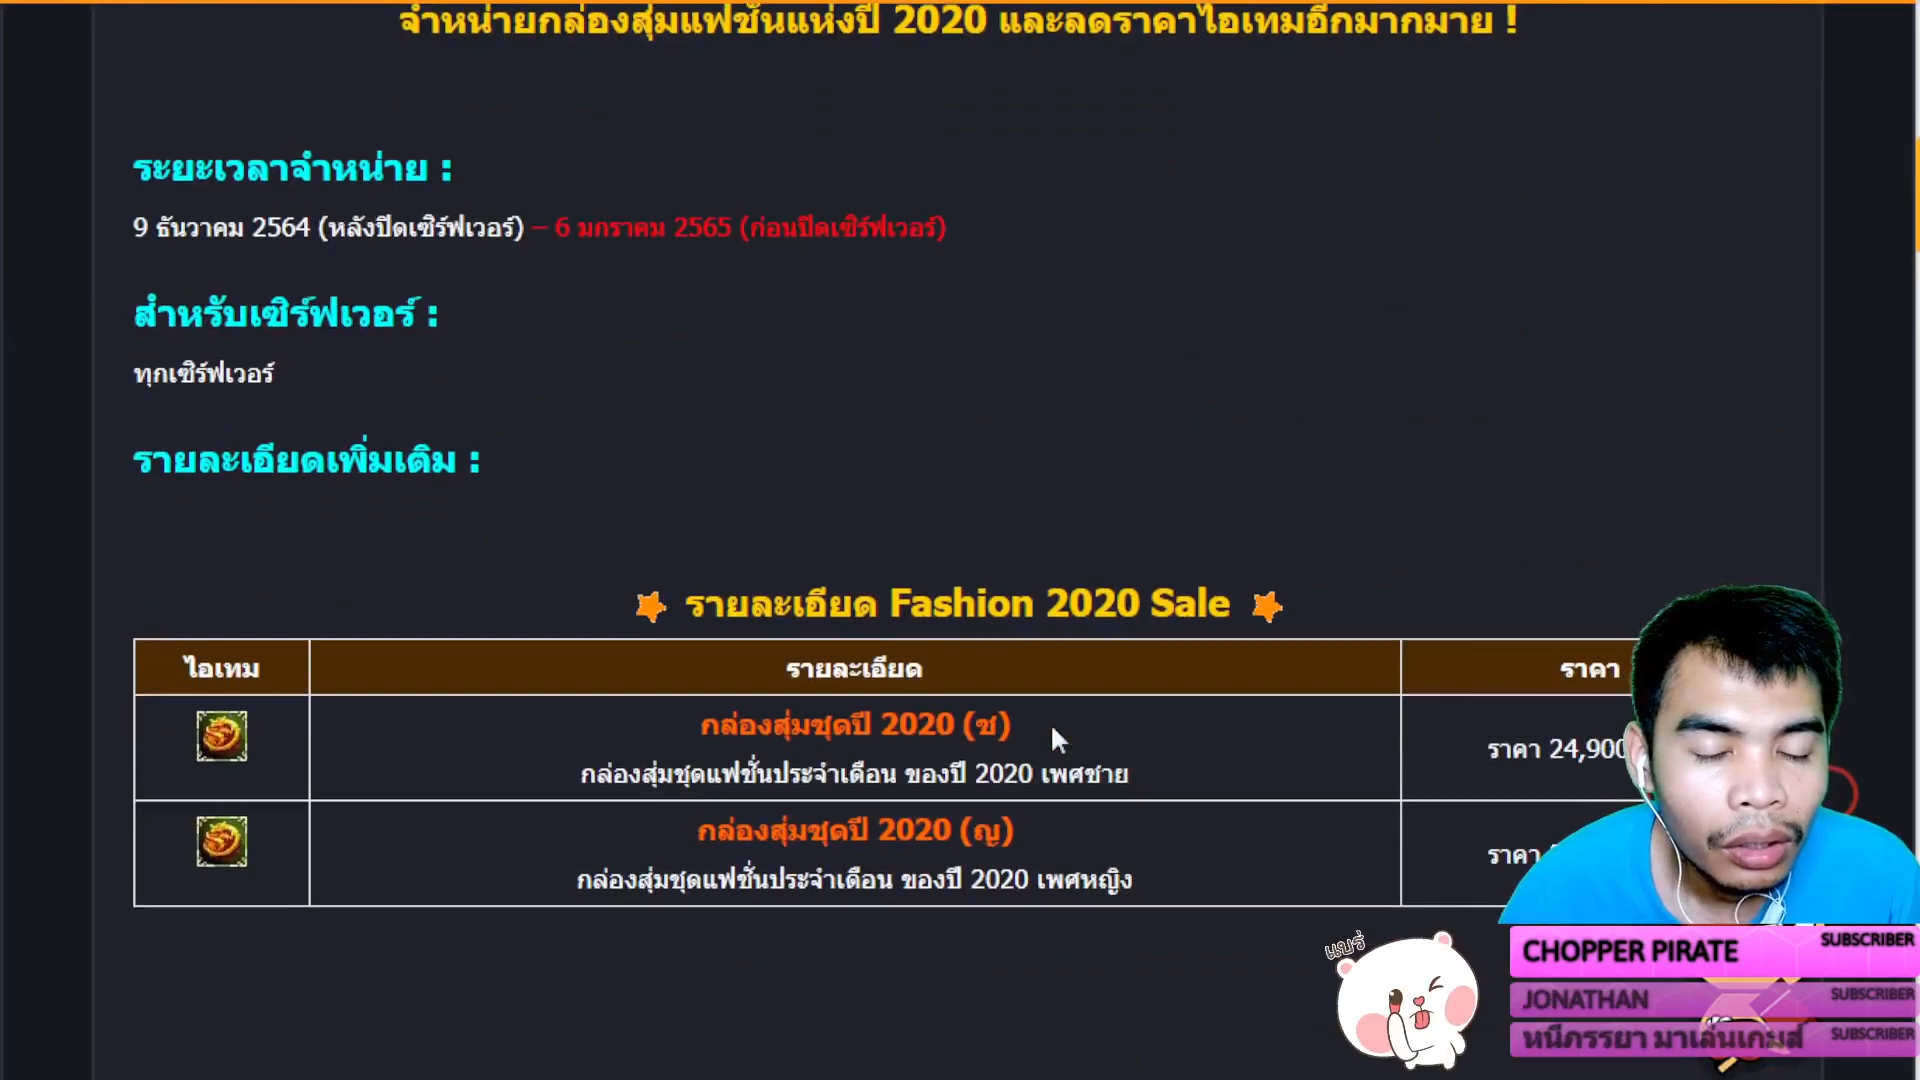 จำหน่ายกล่องสุ่มแฟชั่นแห่งปี 2020 และลดราคาไอเทมอีกมากมาย !
ระยะเวลาจำหน่าย :
9 ธันวาคม 2564 (หลังปิดเซิร์ฟเวอร์) – 6 มกราคม 2565 (ก่อนปิดเซิร์ฟเวอร์)
สำหรับเซิร์ฟเวอร์ :
ทุกเซิร์ฟเวอร์
รายละเอียดเพิ่มเติม :
รายละเอียด Fashion 2020 Sale
ไอเทม รายละเอียด ราคา
กล่องสุ่มชุดปี 2020 (ช)
กล่องสุ่มชุดแฟชั่นประจำเดือน ของปี 2020 เพศชาย
ราคา 24,900
กล่องสุ่มชุดปี 2020 (ญ)
กล่องสุ่มชุดแฟชั่นประจำเดือน ของปี 2020 เพศหญิง
ราคา
แบร่
CHOPPER PIRATE SUBSCRIBER
JONATHAN SUBSCRIBER
หนีภรรยา มาเล่นเกมส์ SUBSCRIBER